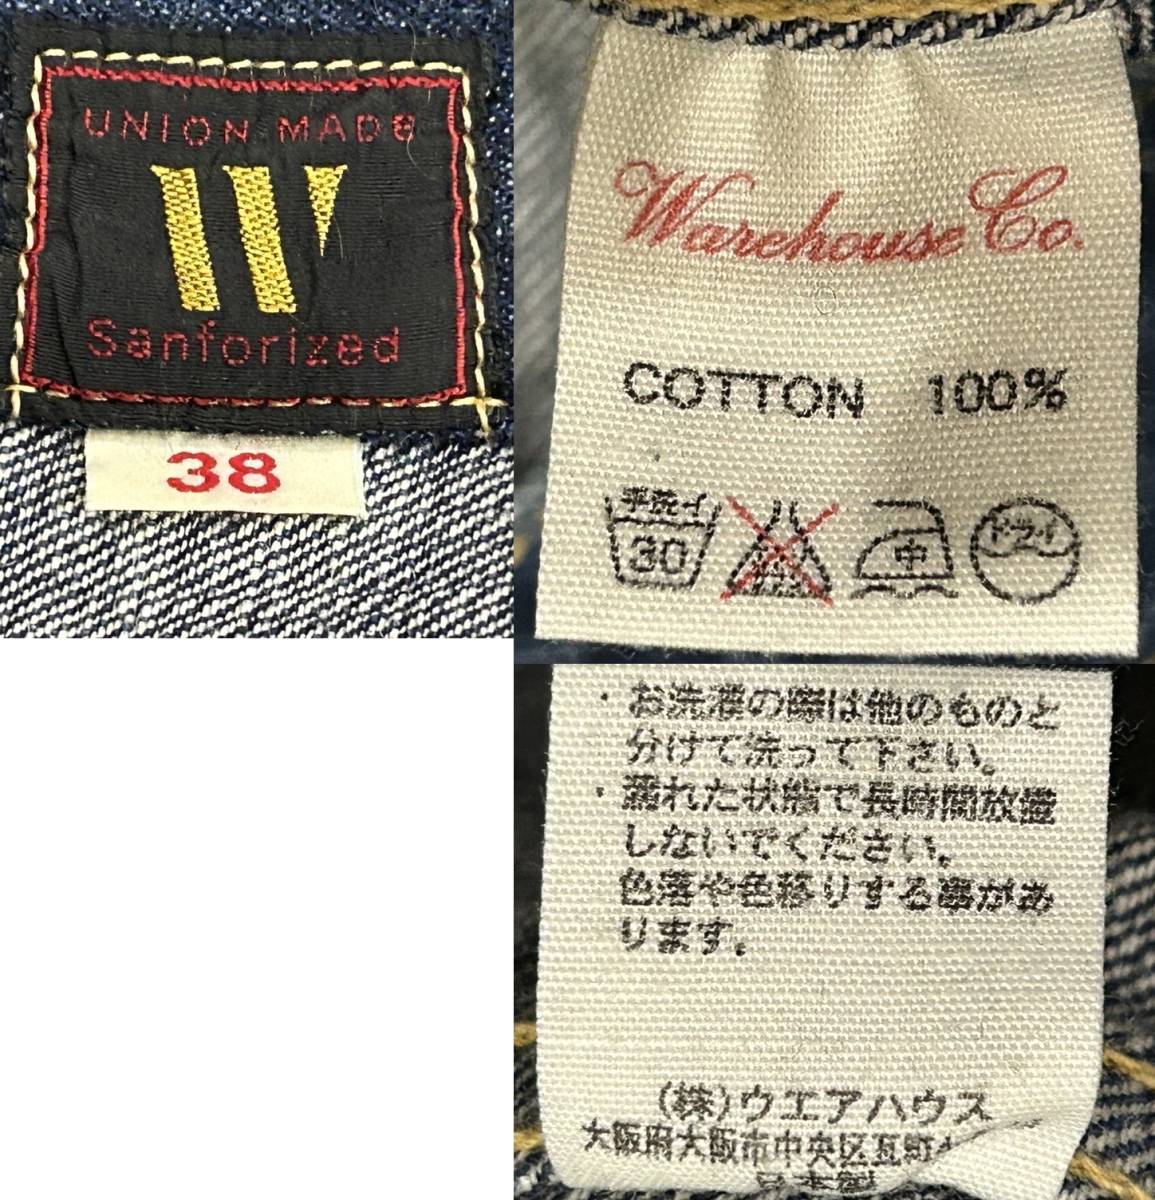 UNION MADE
W
Sanforized
38
Warehouse Co.
COTTON 100%
手洗イ
30
中
ドライ
・お洗濯の際は他のものと
分けて洗って下さい。
・濡れた状態で長時間放置
しないでください。
色落や色移りする事があ
ります。
(株)ウエアハウス
大阪府大阪市中央区瓦町
日本製